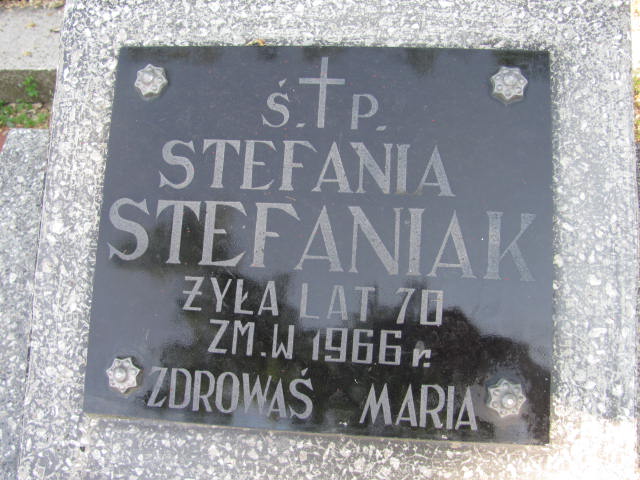 Ś. P.
STEFANIA
STEFANIAK
ŻYŁA LAT 70
ZM. W 1966 r.
ZDROWAŚ MARIA